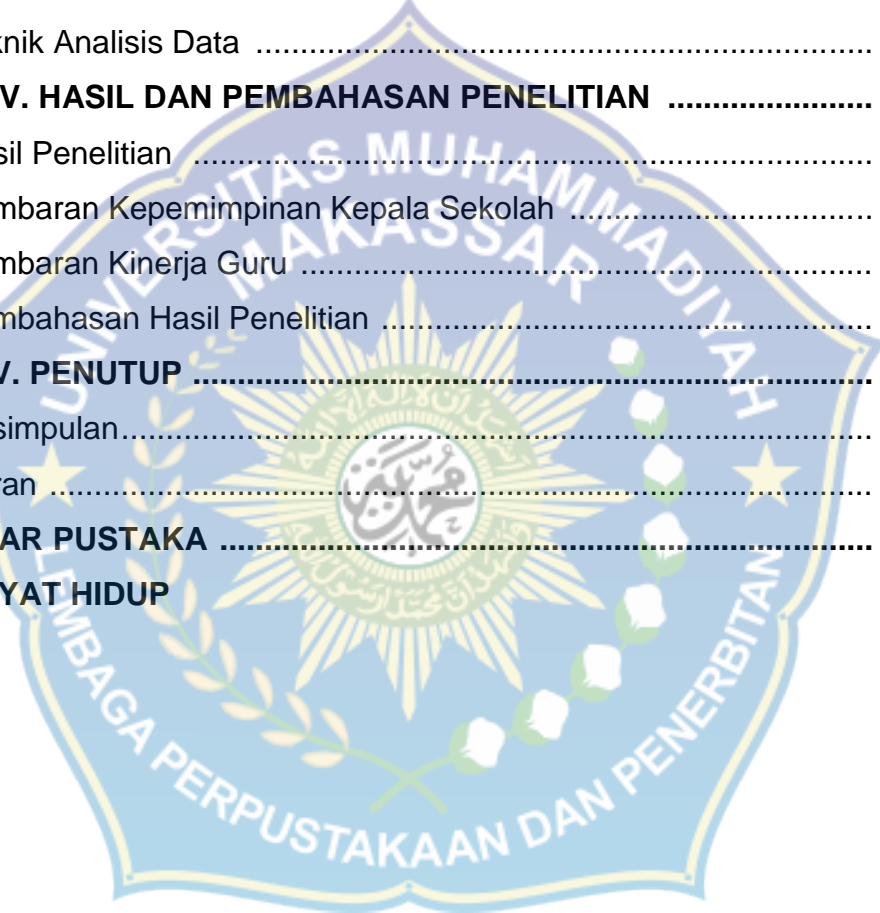 knik Analisis Data ......................................................................
V. HASIL DAN PEMBAHASAN PENELITIAN .......................
sil Penelitian ............................................................................
mbaran Kepemimpinan Kepala Sekolah ..................................
mbaran Kinerja Guru ................................................................
mbahasan Hasil Penelitian .......................................................
V. PENUTUP ............................................................................
simpulan....................................................................................
ran ............................................................................................
AR PUSTAKA .........................................................................
YAT HIDUP
UNIVERSITAS MUHAMMADIYAH
MAKASSAR
محمد
LEMBAGA PERPUSTAKAAN DAN PENERBITAN